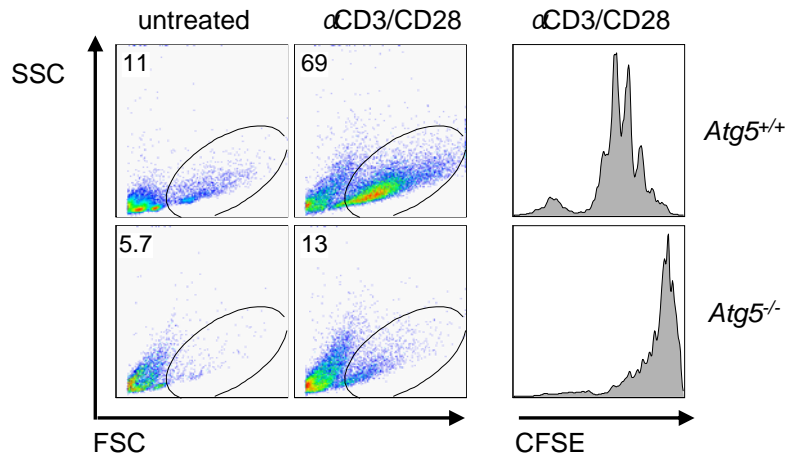 untreated αCD3/CD28 αCD3/CD28
SSC
11 69
Atg5+/+
5.7 13
Atg5-/-
FSC CFSE